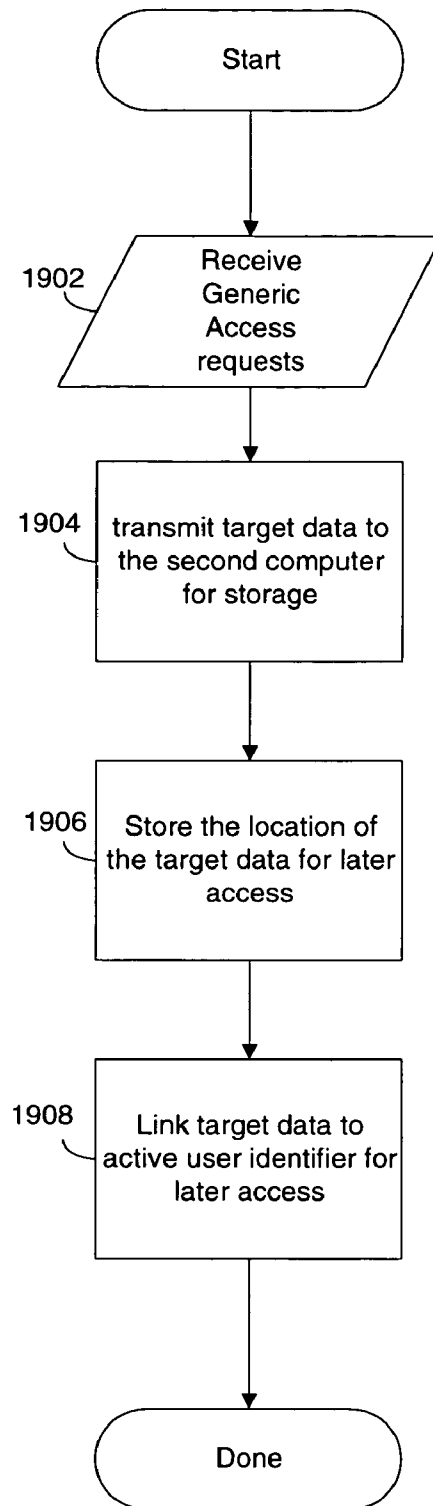 Start
1902
Receive
Generic
Access
requests
1904
transmit target data to
the second computer
for storage
1906
Store the location of
the target data for later
access
1908
Link target data to
active user identifier for
later access
Done